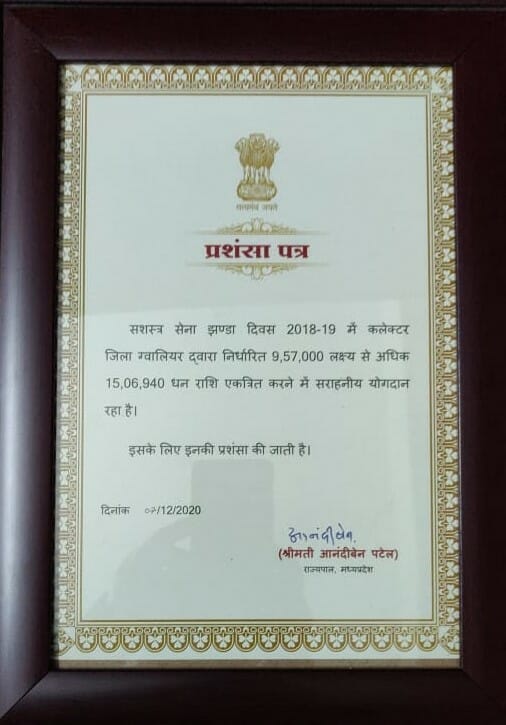 सत्यमेव जयते
प्रशंसा पत्र
सशस्त्र सेना झण्डा दिवस 2018-19 में कलेक्टर
जिला ग्वालियर द्वारा निर्धारित 9,57,000 लक्ष्य से अधिक
15,06,940 धन राशि एकत्रित करने में सराहनीय योगदान
रहा है।
इसके लिए इनकी प्रशंसा की जाती है।
दिनांक 07/12/2020
आनंदीबेन
(श्रीमती आनंदीबेन पटेल)
राज्यपाल, मध्यप्रदेश